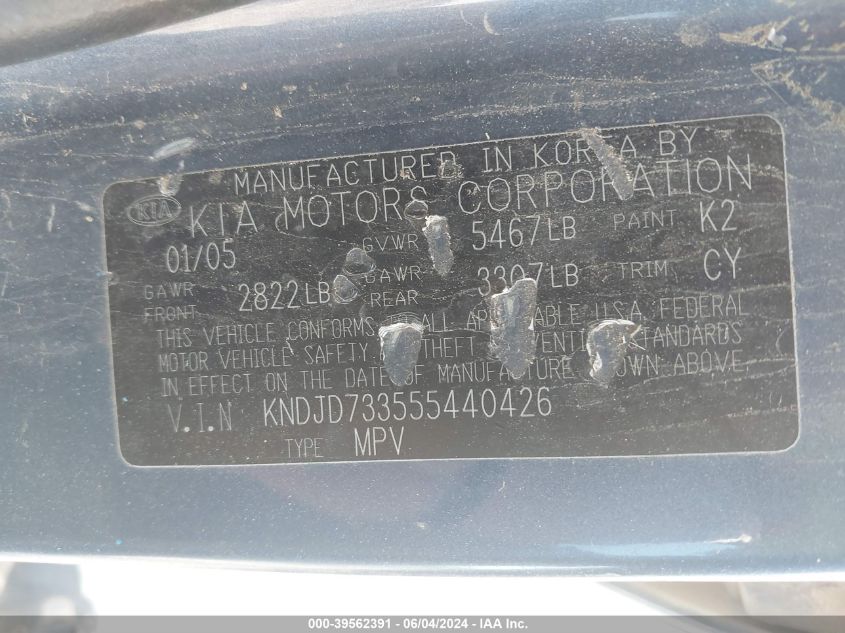 MANUFACTURED IN KOREA BY
KIA KIA MOTORS CORPORATION
01/05 GVWR 5467LB PAINT K2
GAWR FRONT 2822LB GAWR REAR 3307LB TRIM CY
THIS VEHICLE CONFORMS TO ALL APPLICABLE U.S.A. FEDERAL
MOTOR VEHICLE SAFETY THEFT STANDARDS
IN EFFECT ON THE DATE OF MANUFACTURE SHOWN ABOVE.
V.I.N KNDJD733555440426
TYPE MPV
000-39562391 - 06/04/2024 - IAA Inc.